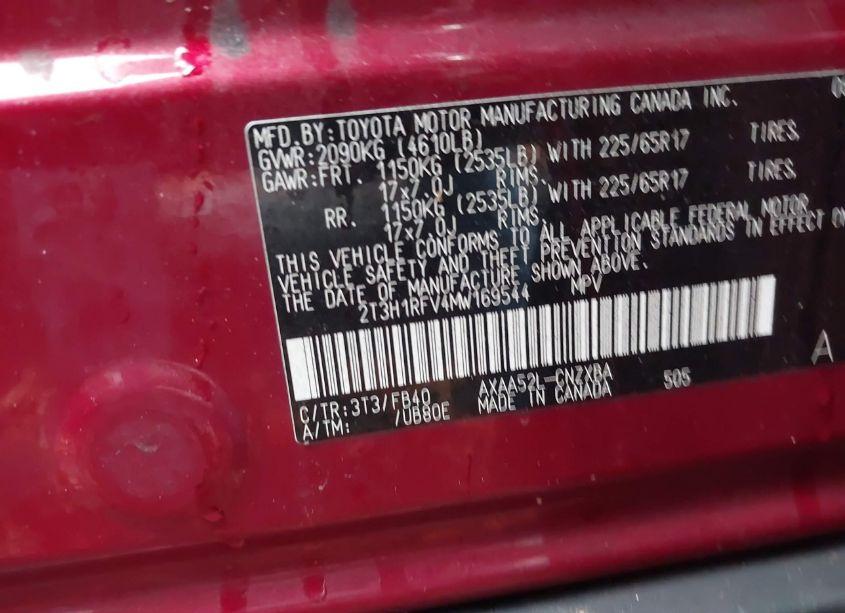 MFD.BY:TOYOTA MOTOR MANUFACTURING CANADA INC.
GVWR:2090KG (4610LB)
GAWR:FRT. 1150KG (2535LB) WITH 225/65R17 TIRES.
17x7.0J RIMS.
RR. 1150KG (2535LB) WITH 225/65R17 TIRES.
17x7.0J RIMS.
THIS VEHICLE CONFORMS TO ALL APPLICABLE FEDERAL MOTOR
VEHICLE SAFETY AND THEFT PREVENTION STANDARDS IN EFFECT
THE DATE OF MANUFACTURE SHOWN ABOVE.
2T3H1RFV4MW169544 MPV
A
C/TR:3T3/FB40 AXAA52L-CNZXBA 505
A/TM: /UB80E MADE IN CANADA